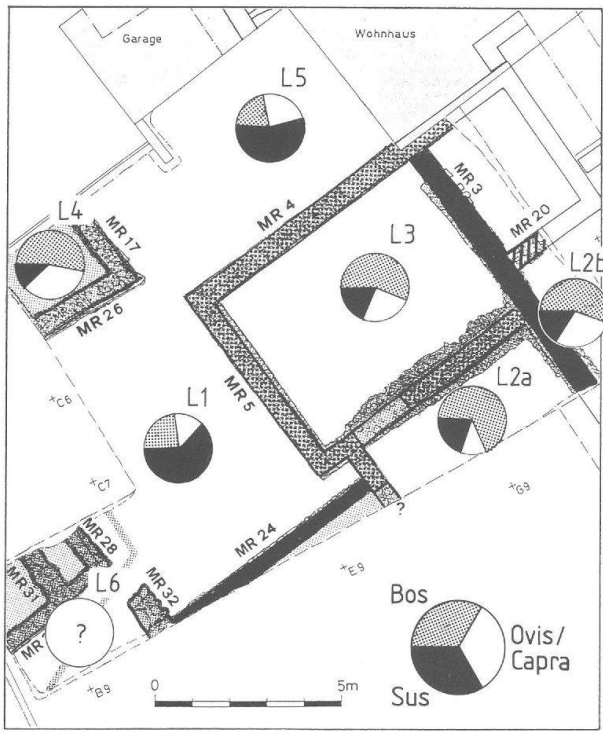 Garage
Wohnhaus
L5
MR 4
MR 3
MR 20
L4
MR 17
L3
L2b
MR 26
MR 5
C6
L1
L2a
C7
G9
?
MR 24
MR 28
E9
MR 31
L6
MR 32
?
Bos
Ovis/
Capra
Sus
B9
0
5m